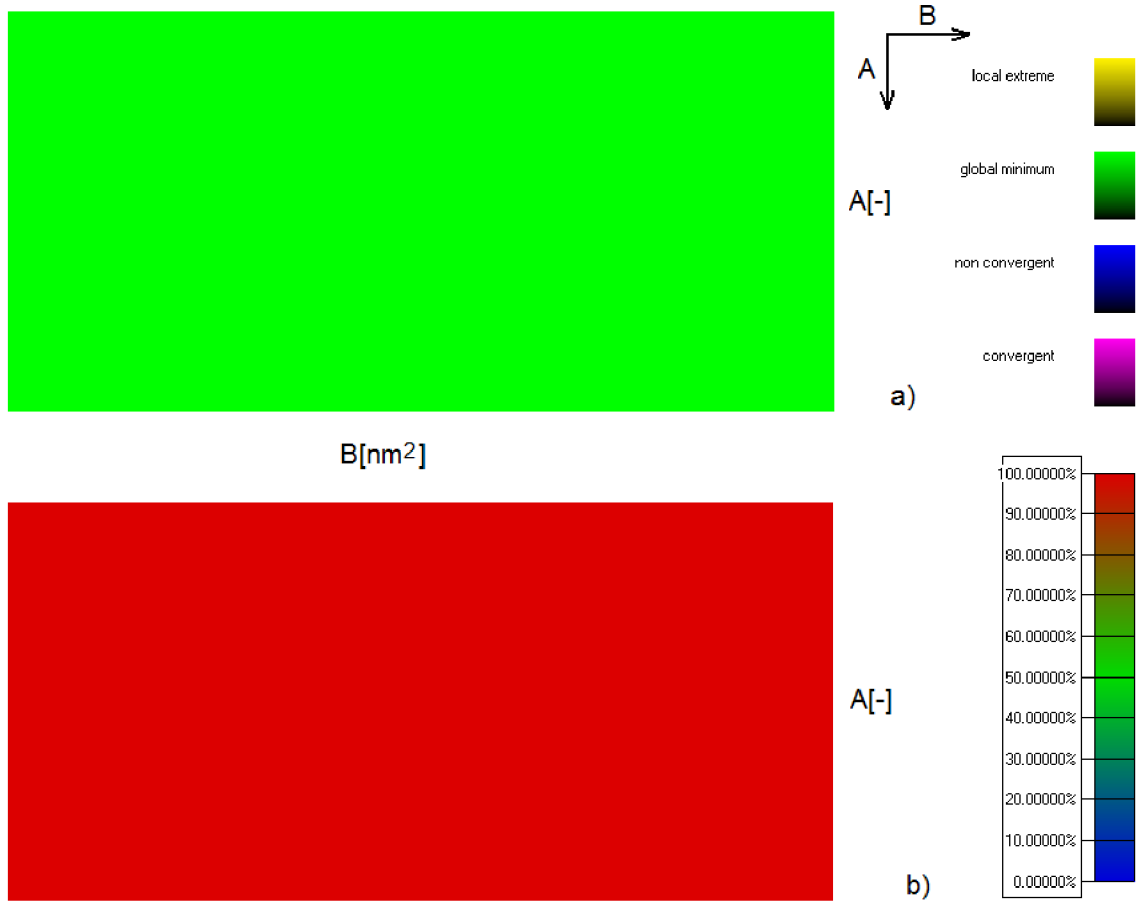 B
A
local extreme
global minimum
A[-]
non convergent
convergent
a)
B[nm²]
100.00000%
90.00000%
80.00000%
70.00000%
60.00000%
50.00000%
40.00000%
30.00000%
20.00000%
10.00000%
0.00000%
A[-]
b)